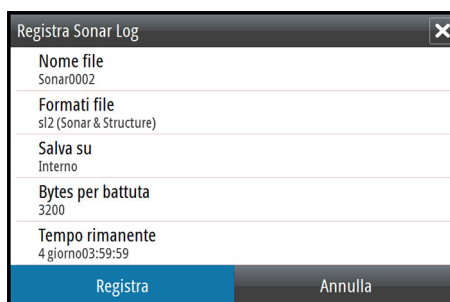 Registra Sonar Log
Nome file
Sonar0002
Formati file
sl2 (Sonar & Structure)
Salva su
Interno
Bytes per battuta
3200
Tempo rimanente
4 giorno03:59:59
Registra
Annulla